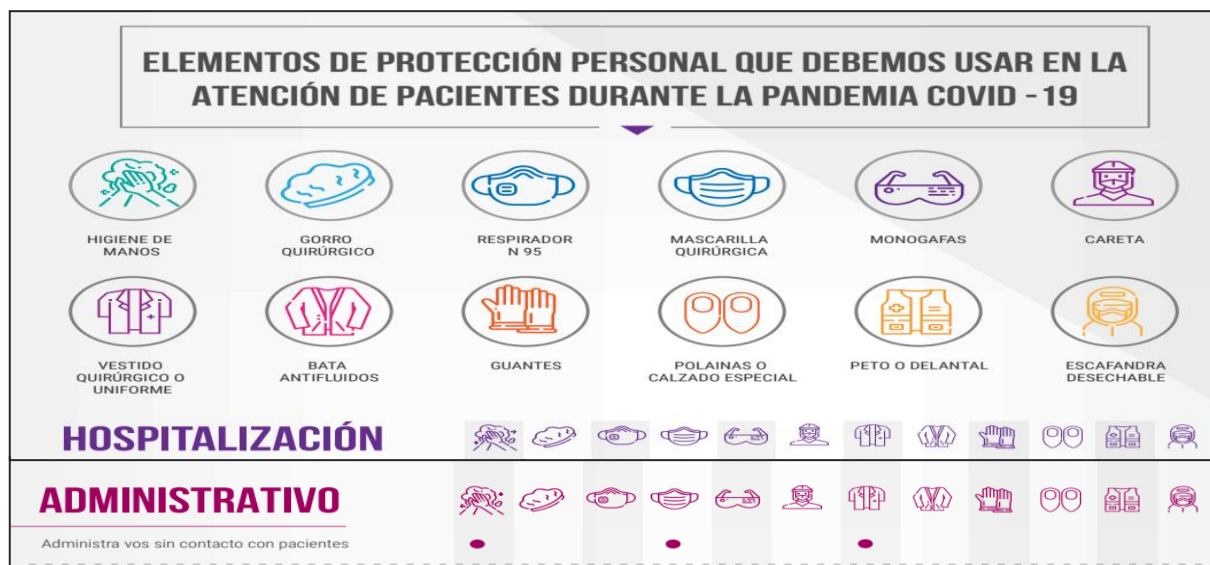 ELEMENTOS DE PROTECCIÓN PERSONAL QUE DEBEMOS USAR EN LA
ATENCIÓN DE PACIENTES DURANTE LA PANDEMIA COVID -19
HIGIENE DE
MANOS
GORRO
QUIRÚRGICO
RESPIRADOR
N 95
MASCARILLA
QUIRÚRGICA
MONOGAFAS
CARETA
VESTIDO
QUIRÚRGICO O
UNIFORME
BATA
ANTIFLUIDOS
GUANTES
POLAINAS O
CALZADO ESPECIAL
PETO O DELANTAL
ESCAFANDRA
DESECHABLE
HOSPITALIZACIÓN
ADMINISTRATIVO
Administra vos sin contacto con pacientes